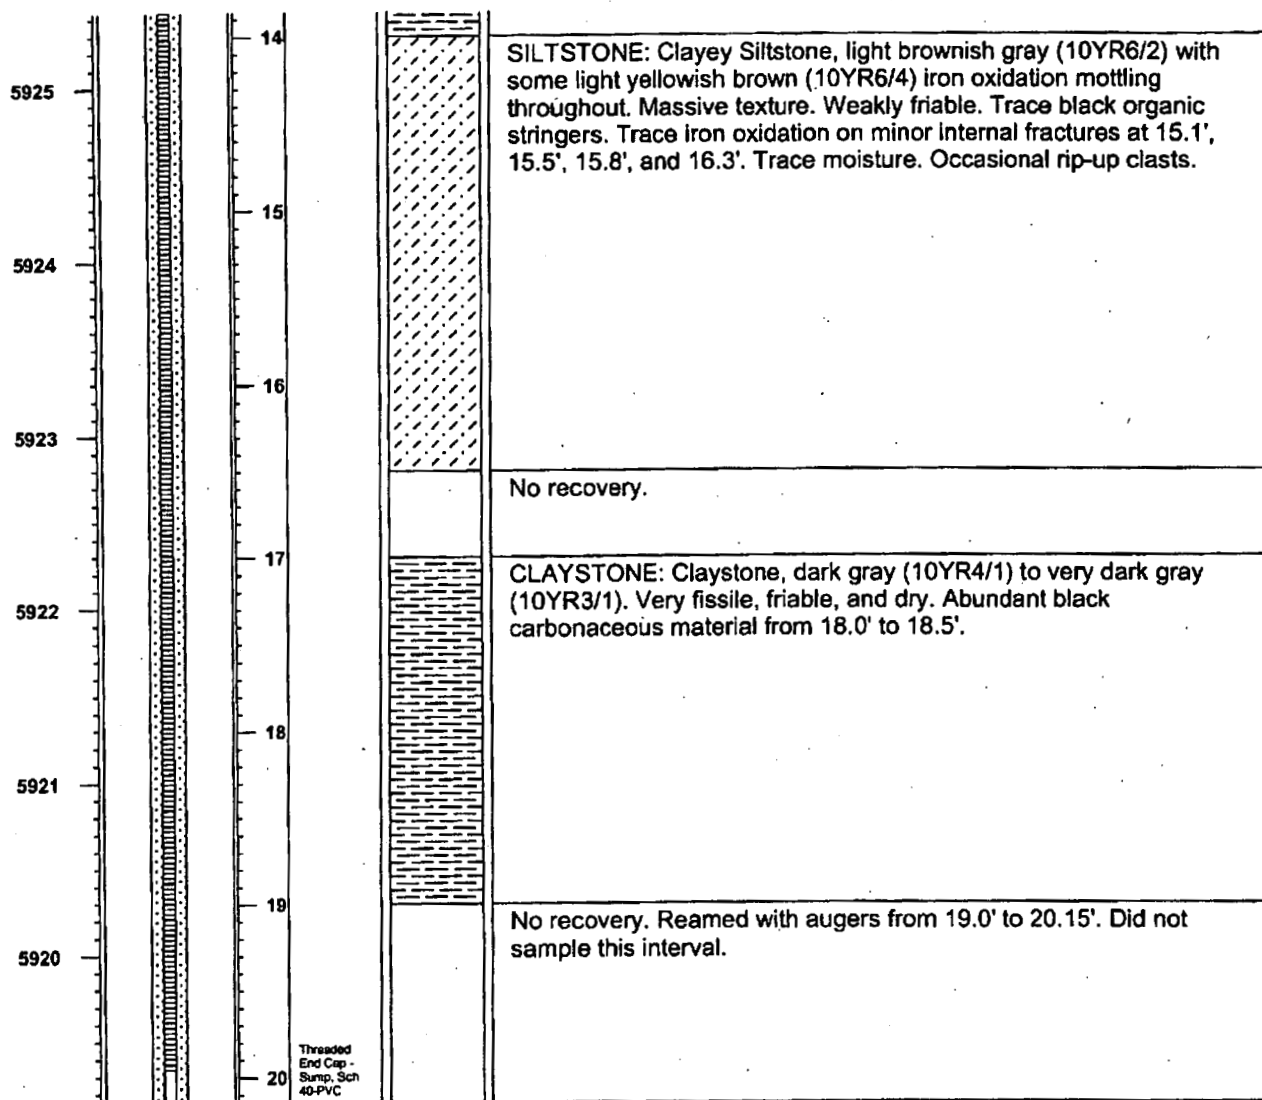 14
SILTSTONE: Clayey Siltstone, light brownish gray (10YR6/2) with
some light yellowish brown (10YR6/4) iron oxidation mottling
throughout. Massive texture. Weakly friable. Trace black organic
stringers. Trace iron oxidation on minor internal fractures at 15.1',
15.5', 15.8', and 16.3'. Trace moisture. Occasional rip-up clasts.
5925
15
5924
16
5923
No recovery.
17
CLAYSTONE: Claystone, dark gray (10YR4/1) to very dark gray
(10YR3/1). Very fissile, friable, and dry. Abundant black
carbonaceous material from 18.0' to 18.5'.
5922
18
5921
19
No recovery. Reamed with augers from 19.0' to 20.15'. Did not
sample this interval.
5920
Threaded
End Cap -
Sump, Sch
40-PVC
20